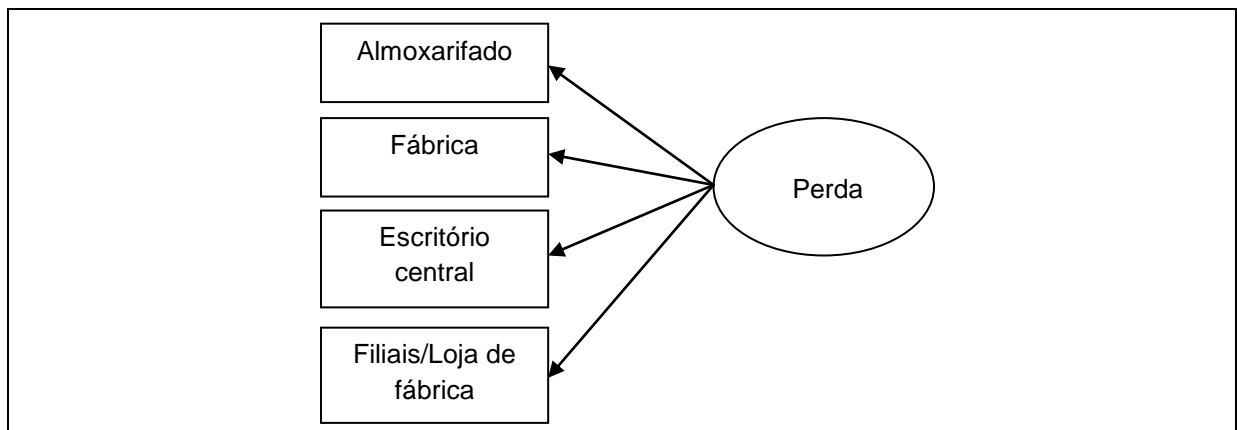 Almoxarifado
Fábrica
Escritório
central
Filiais/Loja de
fábrica
Perda